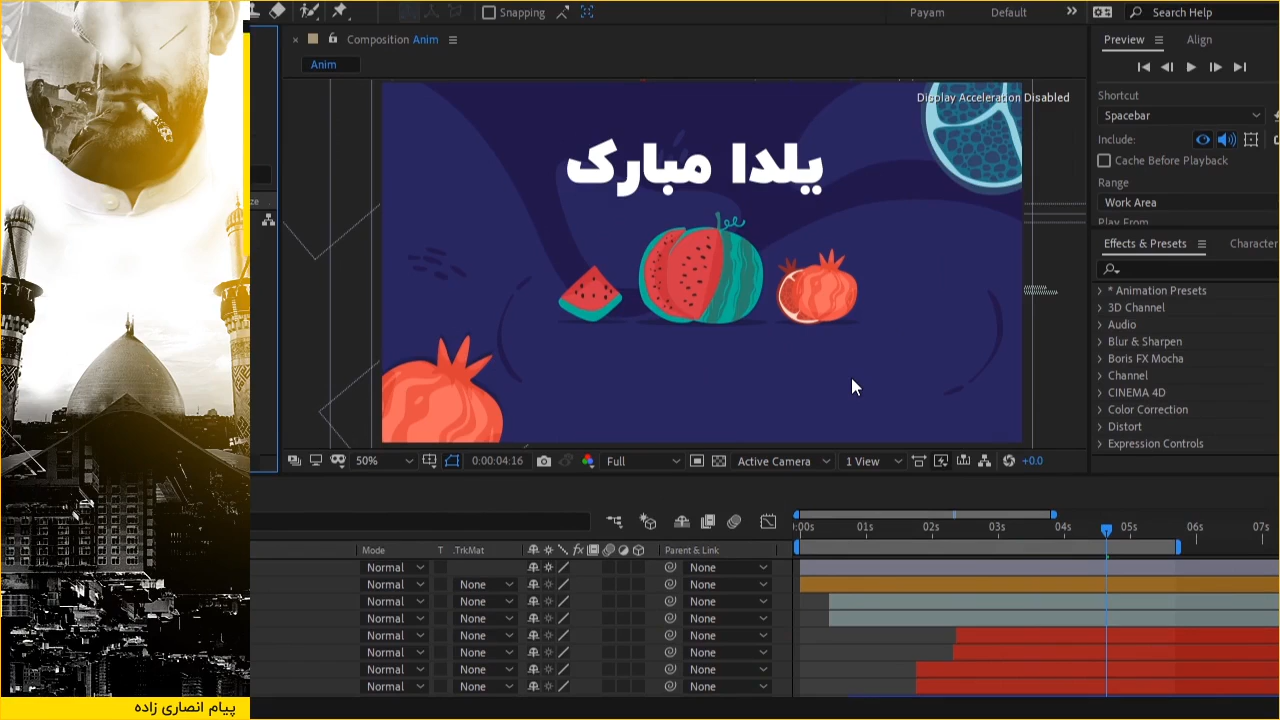 Snapping
Payam
Default
Search Help
Composition Anim
Anim
Display Acceleration Disabled
یلدا مبارک
50%
0:00:04:16
Full
Active Camera
1 View
+0.0
Preview
Align
Shortcut
Spacebar
Include:
Cache Before Playback
Range
Work Area
Play From
Effects & Presets
Character
* Animation Presets
3D Channel
Audio
Blur & Sharpen
Boris FX Mocha
Channel
CINEMA 4D
Color Correction
Distort
Expression Controls
:00s 01s 02s 03s 04s 05s 06s 07s
Mode T .TrkMat fx Parent & Link
Normal None
Normal None None
Normal None None
Normal None None
Normal None None
Normal None None
Normal None None
Normal None None
پیام انصاری زاده